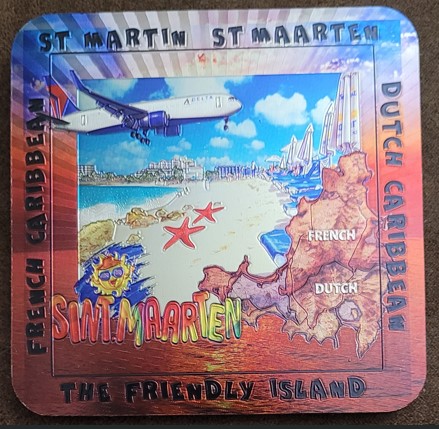 ST MARTIN ST MAARTEN
FRENCH CARIBBEAN
DUTCH CARIBBEAN
DELTA
FRENCH
DUTCH
SINT MAARTEN
THE FRIENDLY ISLAND